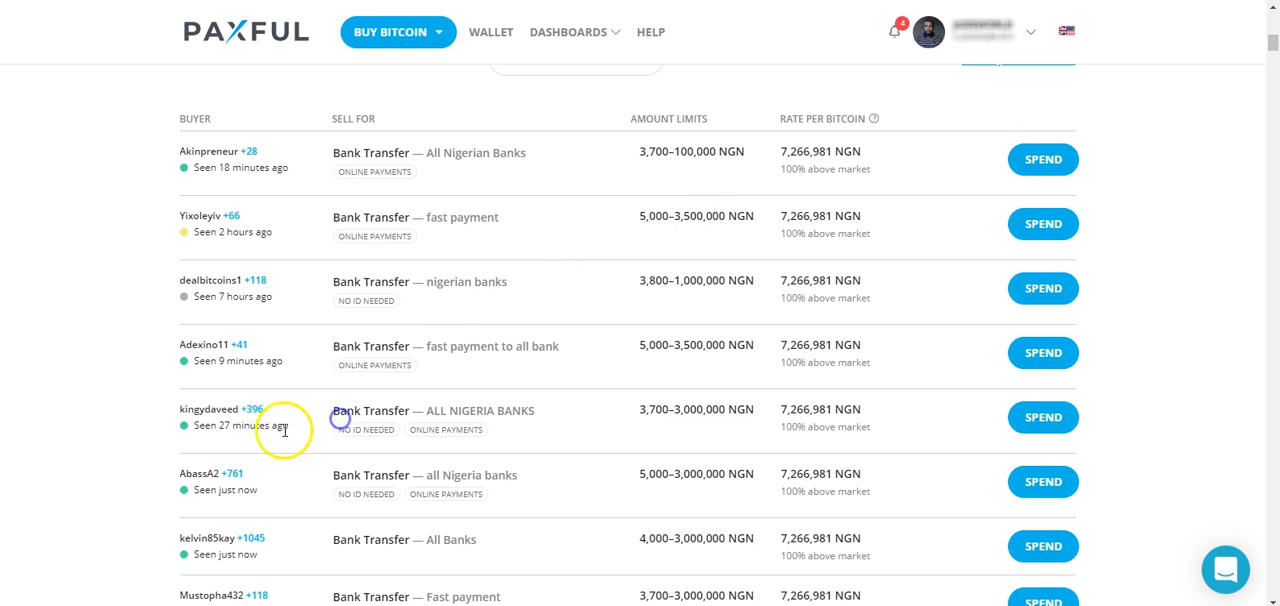 PAXFUL
BUY BITCOIN WALLET DASHBOARDS HELP 4
BUYER SELL FOR AMOUNT LIMITS RATE PER BITCOIN ?
Akinpreneur +28 Bank Transfer — All Nigerian Banks 3,700–100,000 NGN 7,266,981 NGN SPEND
Seen 18 minutes ago ONLINE PAYMENTS 100% above market
Yixoleyiv +66 Bank Transfer — fast payment 5,000–3,500,000 NGN 7,266,981 NGN SPEND
Seen 2 hours ago ONLINE PAYMENTS 100% above market
dealbitcoins1 +118 Bank Transfer — nigerian banks 3,800–1,000,000 NGN 7,266,981 NGN SPEND
Seen 7 hours ago NO ID NEEDED 100% above market
Adexino11 +41 Bank Transfer — fast payment to all bank 5,000–3,500,000 NGN 7,266,981 NGN SPEND
Seen 9 minutes ago ONLINE PAYMENTS 100% above market
kingydaveed +396 Bank Transfer — ALL NIGERIA BANKS 3,700–3,000,000 NGN 7,266,981 NGN SPEND
Seen 27 minutes ago NO ID NEEDED ONLINE PAYMENTS 100% above market
AbassA2 +761 Bank Transfer — all Nigeria banks 5,000–3,000,000 NGN 7,266,981 NGN SPEND
Seen just now NO ID NEEDED ONLINE PAYMENTS 100% above market
kelvin85kay +1045 Bank Transfer — All Banks 4,000–3,000,000 NGN 7,266,981 NGN SPEND
Seen just now 100% above market
Mustopha432 +118 Bank Transfer — Fast payment 3,700–3,000,000 NGN 7,266,981 NGN SPEND